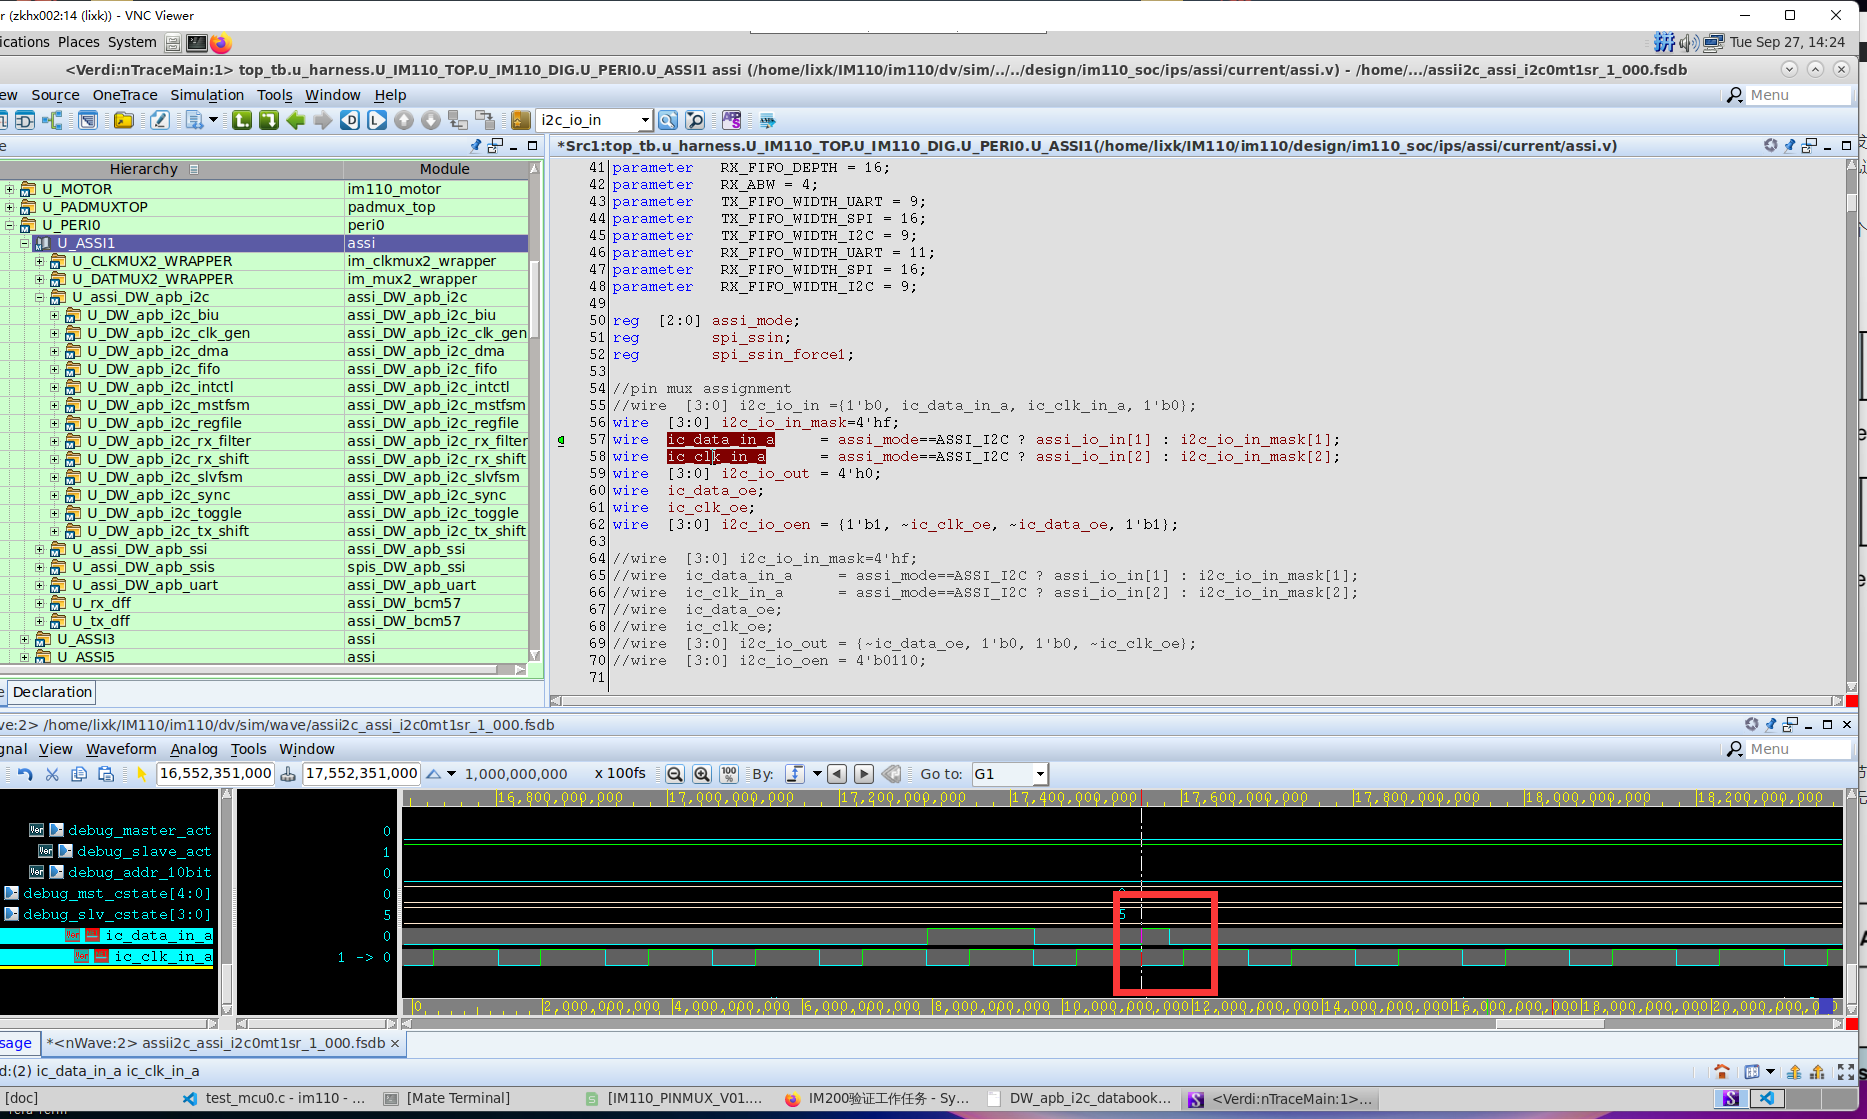 r (zkhx002:14 (lixk)) - VNC Viewer
cations Places System
Tue Sep 27, 14:24
<Verdi:nTraceMain:1> top_tb.u_harness.U_IM110_TOP.U_IM110_DIG.U_PERI0.U_ASSI1 assi (/home/lixk/IM110/im110/dv/sim/../../design/im110_soc/ips/assi/current/assi.v) - /home/.../assii2c_assi_i2c0mt1sr_1_000.fsdb
ew Source OneTrace Simulation Tools Window Help
Menu
i2c_io_in
e
*Src1:top_tb.u_harness.U_IM110_TOP.U_IM110_DIG.U_PERI0.U_ASSI1(/home/lixk/IM110/im110/design/im110_soc/ips/assi/current/assi.v)
Hierarchy Module
U_MOTOR im110_motor
U_PADMUXTOP padmux_top
U_PERI0 peri0
U_ASSI1 assi
U_CLKMUX2_WRAPPER im_clkmux2_wrapper
U_DATMUX2_WRAPPER im_mux2_wrapper
U_assi_DW_apb_i2c assi_DW_apb_i2c
U_DW_apb_i2c_biu assi_DW_apb_i2c_biu
U_DW_apb_i2c_clk_gen assi_DW_apb_i2c_clk_gen
U_DW_apb_i2c_dma assi_DW_apb_i2c_dma
U_DW_apb_i2c_fifo assi_DW_apb_i2c_fifo
U_DW_apb_i2c_intctl assi_DW_apb_i2c_intctl
U_DW_apb_i2c_mstfsm assi_DW_apb_i2c_mstfsm
U_DW_apb_i2c_regfile assi_DW_apb_i2c_regfile
U_DW_apb_i2c_rx_filter assi_DW_apb_i2c_rx_filter
U_DW_apb_i2c_rx_shift assi_DW_apb_i2c_rx_shift
U_DW_apb_i2c_slvfsm assi_DW_apb_i2c_slvfsm
U_DW_apb_i2c_sync assi_DW_apb_i2c_sync
U_DW_apb_i2c_toggle assi_DW_apb_i2c_toggle
U_DW_apb_i2c_tx_shift assi_DW_apb_i2c_tx_shift
U_assi_DW_apb_ssi assi_DW_apb_ssi
U_assi_DW_apb_ssis spis_DW_apb_ssi
U_assi_DW_apb_uart assi_DW_apb_uart
U_rx_dff assi_DW_bcm57
U_tx_dff assi_DW_bcm57
U_ASSI3 assi
U_ASSI5 assi
e Declaration
41 parameter RX_FIFO_DEPTH = 16;
42 parameter RX_ABW = 4;
43 parameter TX_FIFO_WIDTH_UART = 9;
44 parameter TX_FIFO_WIDTH_SPI = 16;
45 parameter TX_FIFO_WIDTH_I2C = 9;
46 parameter RX_FIFO_WIDTH_UART = 11;
47 parameter RX_FIFO_WIDTH_SPI = 16;
48 parameter RX_FIFO_WIDTH_I2C = 9;
49
50 reg [2:0] assi_mode;
51 reg spi_ssin;
52 reg spi_ssin_force1;
53
54 //pin mux assignment
55 //wire [3:0] i2c_io_in ={1'b0, ic_data_in_a, ic_clk_in_a, 1'b0};
56 wire [3:0] i2c_io_in_mask=4'hf;
57 wire ic_data_in_a = assi_mode==ASSI_I2C ? assi_io_in[1] : i2c_io_in_mask[1];
58 wire ic_clk_in_a = assi_mode==ASSI_I2C ? assi_io_in[2] : i2c_io_in_mask[2];
59 wire [3:0] i2c_io_out = 4'h0;
60 wire ic_data_oe;
61 wire ic_clk_oe;
62 wire [3:0] i2c_io_oen = {1'b1, ~ic_clk_oe, ~ic_data_oe, 1'b1};
63
64 //wire [3:0] i2c_io_in_mask=4'hf;
65 //wire ic_data_in_a = assi_mode==ASSI_I2C ? assi_io_in[1] : i2c_io_in_mask[1];
66 //wire ic_clk_in_a = assi_mode==ASSI_I2C ? assi_io_in[2] : i2c_io_in_mask[2];
67 //wire ic_data_oe;
68 //wire ic_clk_oe;
69 //wire [3:0] i2c_io_out = {~ic_data_oe, 1'b0, 1'b0, ~ic_clk_oe};
70 //wire [3:0] i2c_io_oen = 4'b0110;
71
ve:2> /home/lixk/IM110/im110/dv/sim/wave/assii2c_assi_i2c0mt1sr_1_000.fsdb
gnal View Waveform Analog Tools Window
Menu
16,552,351,000 17,552,351,000 1,000,000,000 x 100fs 100% By: Go to: G1
16,800,000,000 17,000,000,000 17,200,000,000 17,400,000,000 17,600,000,000 17,800,000,000 18,000,000,000 18,200,000,000
debug_master_act 0
debug_slave_act 1
debug_addr_10bit 0
debug_mst_cstate[4:0] 0
debug_slv_cstate[3:0] 5 5
ic_data_in_a 0
ic_clk_in_a 1 -> 0
0 2,000,000,000 4,000,000,000 6,000,000,000 8,000,000,000 10,000,000,000 12,000,000,000 14,000,000,000 16,000,000,000 18,000,000,000 20,000,000,000
sage *<nWave:2> assii2c_assi_i2c0mt1sr_1_000.fsdb
d:(2) ic_data_in_a ic_clk_in_a
[doc] test_mcu0.c - im110 - ... [Mate Terminal] [IM110_PINMUX_V01.... IM200验证工作任务 - Sy... DW_apb_i2c_databook... <Verdi:nTraceMain:1>...